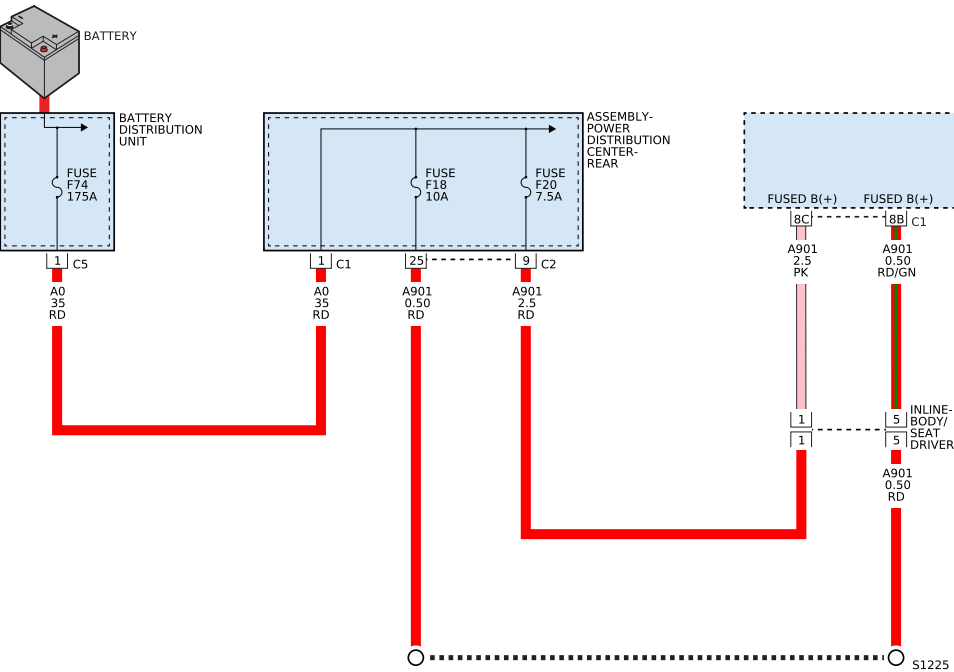 BATTERY
BATTERY
DISTRIBUTION
UNIT
FUSE
F74
175A
1
C5
A0
35
RD
ASSEMBLY-
POWER
DISTRIBUTION
CENTER-
REAR
FUSE
F18
10A
FUSE
F20
7.5A
1
C1
25
9
C2
A0
35
RD
A901
0.50
RD
A901
2.5
RD
FUSED B(+)
FUSED B(+)
8C
8B
C1
A901
2.5
PK
A901
0.50
RD/GN
1
5
1
5
INLINE-
BODY/
SEAT
DRIVER
A901
0.50
RD
S1225